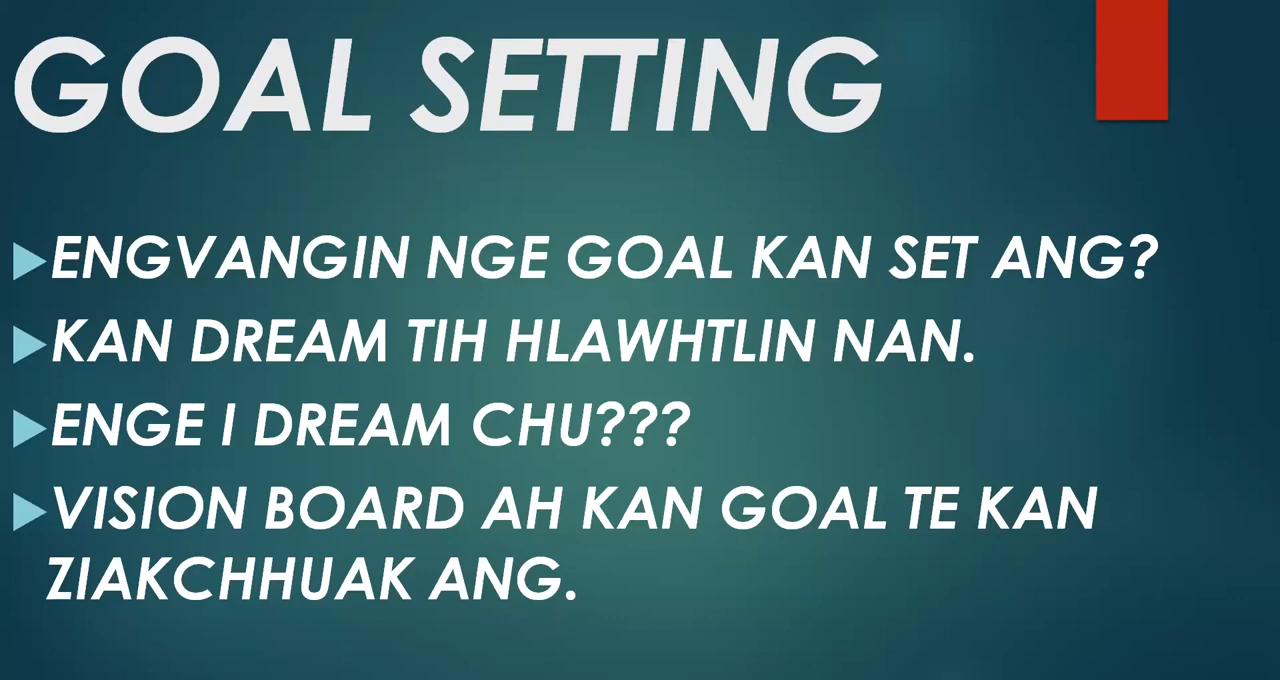 GOAL SETTING
ENGVANGIN NGE GOAL KAN SET ANG?
KAN DREAM TIH HLAWHTLIN NAN.
ENGE I DREAM CHU???
VISION BOARD AH KAN GOAL TE KAN
ZIAKCHHUAK ANG.